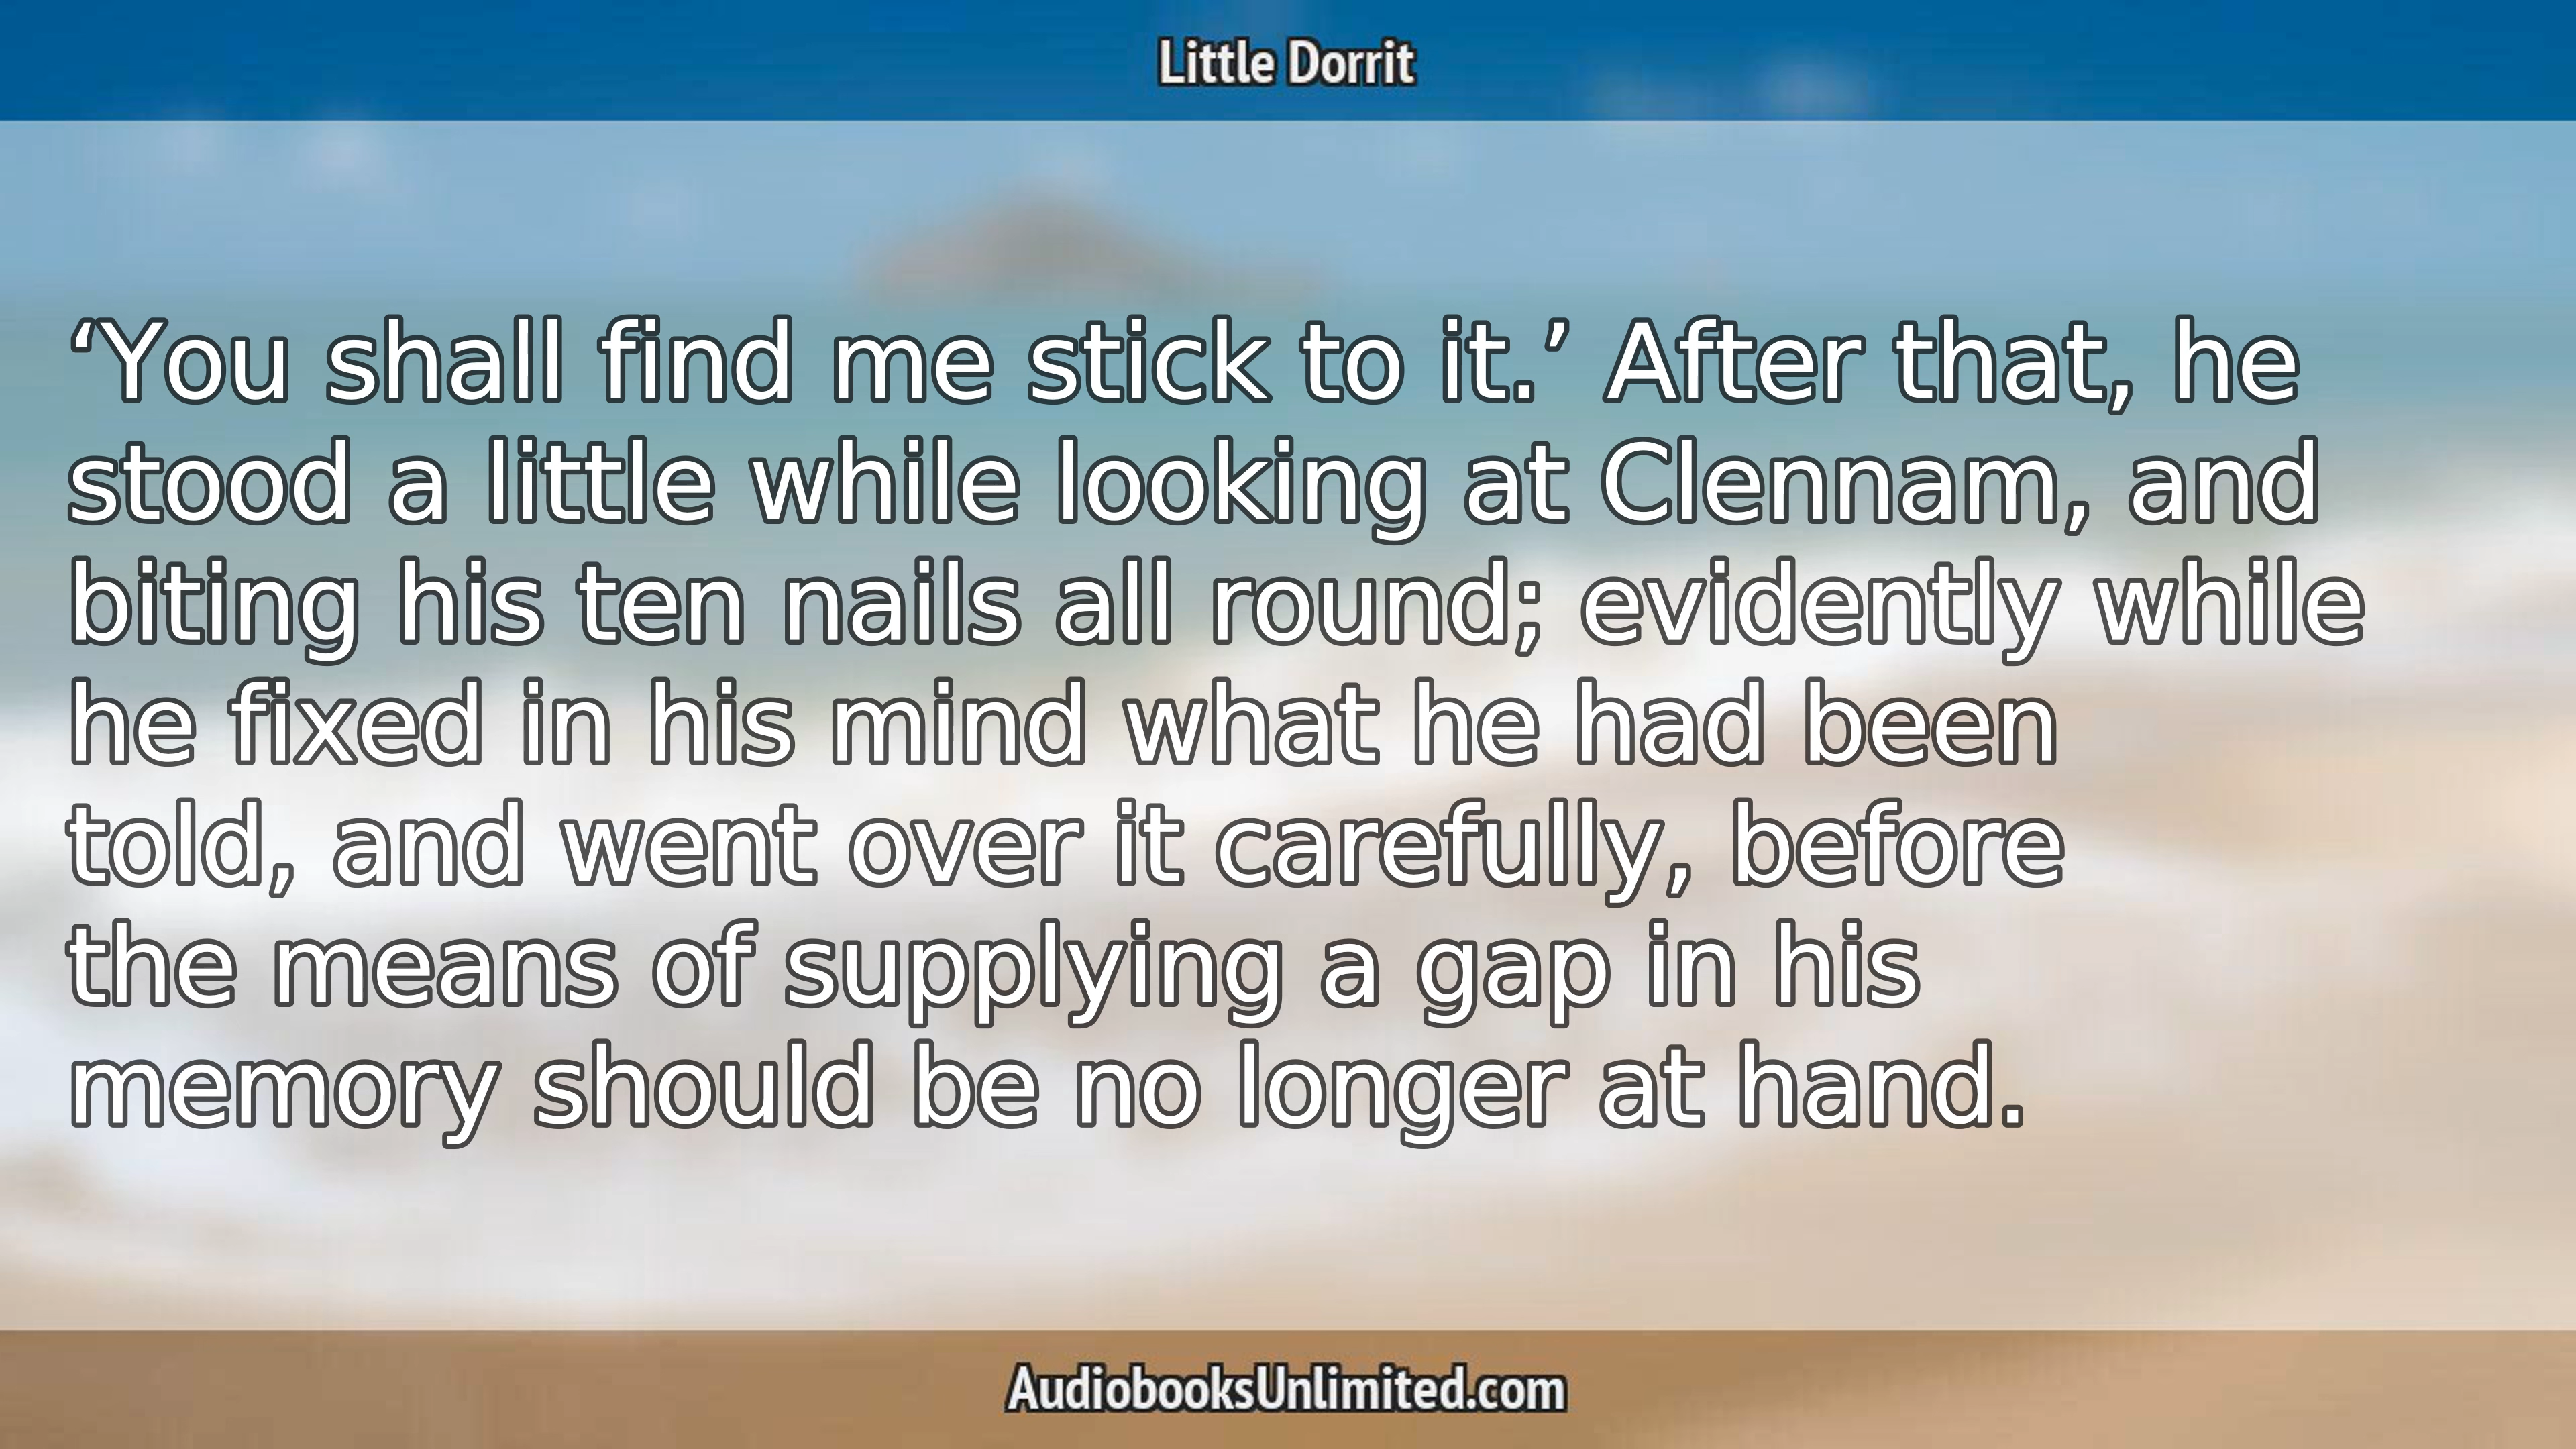 Little Dorrit
‘You shall find me stick to it.’ After that, he
stood a little while looking at Clennam, and
biting his ten nails all round; evidently while
he fixed in his mind what he had been
told, and went over it carefully, before
the means of supplying a gap in his
memory should be no longer at hand.
AudiobooksUnlimited.com